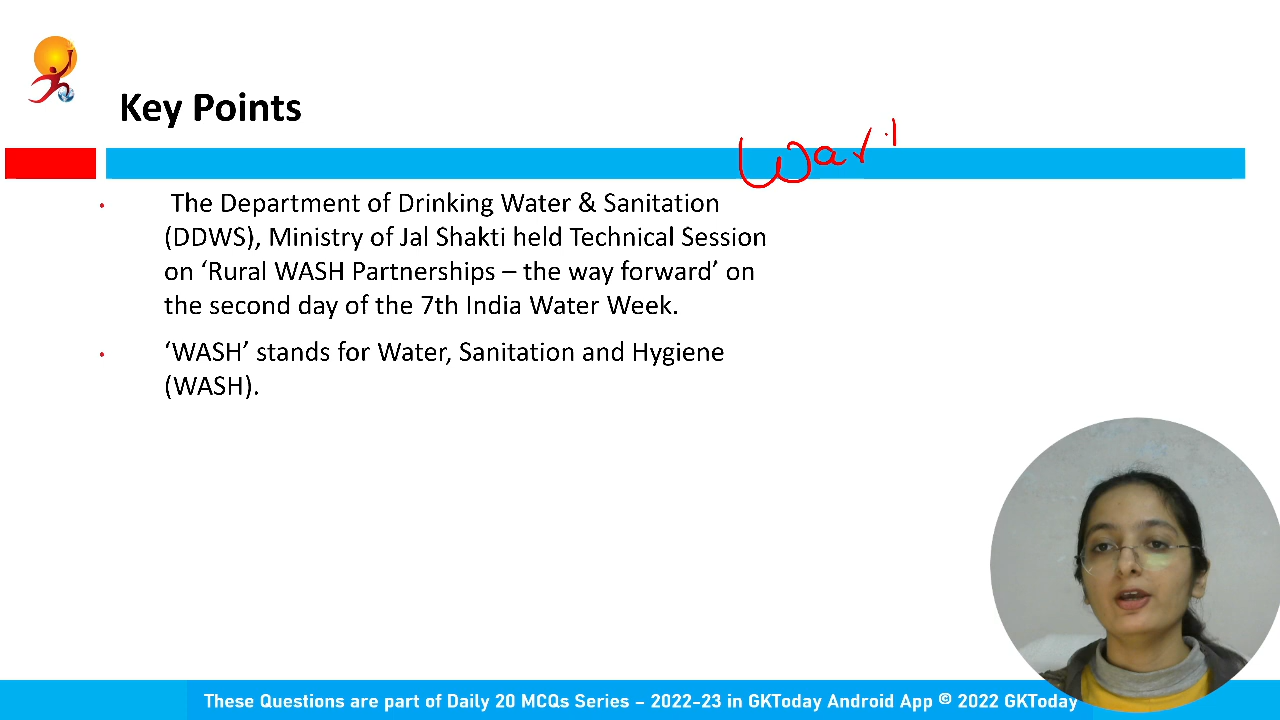 Key Points
• The Department of Drinking Water & Sanitation
(DDWS), Ministry of Jal Shakti held Technical Session
on ‘Rural WASH Partnerships – the way forward’ on
the second day of the 7th India Water Week.
• ‘WASH’ stands for Water, Sanitation and Hygiene
(WASH).
These Questions are part of Daily 20 MCQs Series – 2022-23 in GKToday Android App © 2022 GKToday